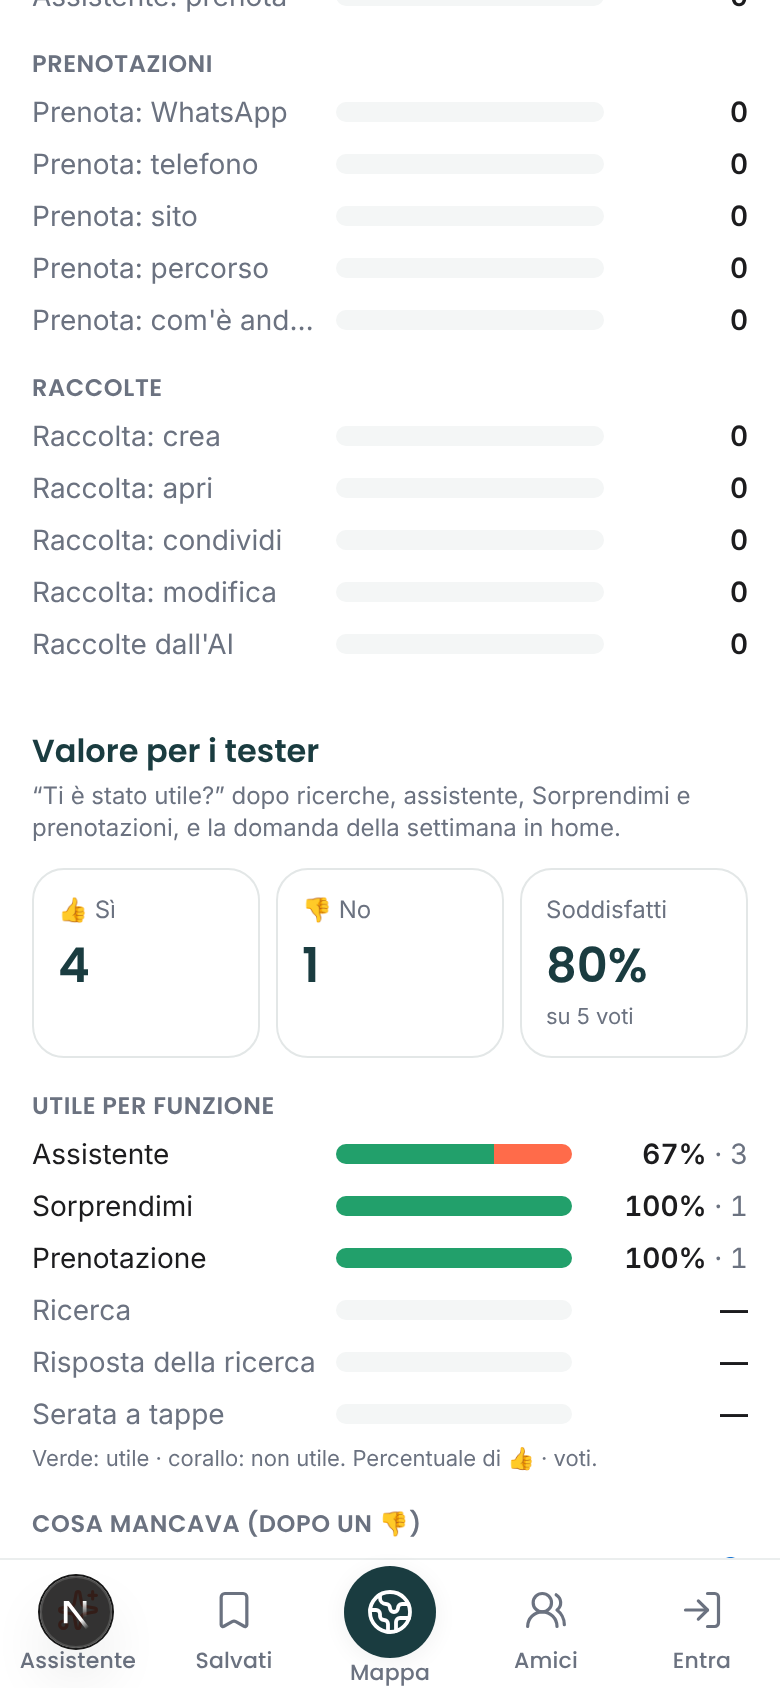 Assistente: prenota 0
PRENOTAZIONI
Prenota: WhatsApp 0
Prenota: telefono 0
Prenota: sito 0
Prenota: percorso 0
Prenota: com'è and... 0
RACCOLTE
Raccolta: crea 0
Raccolta: apri 0
Raccolta: condividi 0
Raccolta: modifica 0
Raccolte dall'AI 0
Valore per i tester
“Ti è stato utile?” dopo ricerche, assistente, Sorprendimi e
prenotazioni, e la domanda della settimana in home.
👍 Sì
4
👎 No
1
Soddisfatti
80%
su 5 voti
UTILE PER FUNZIONE
Assistente 67% · 3
Sorprendimi 100% · 1
Prenotazione 100% · 1
Ricerca —
Risposta della ricerca —
Serata a tappe —
Verde: utile · corallo: non utile. Percentuale di 👍 · voti.
COSA MANCAVA (DOPO UN 👎)
N
Assistente
Salvati
Mappa
Amici
Entra